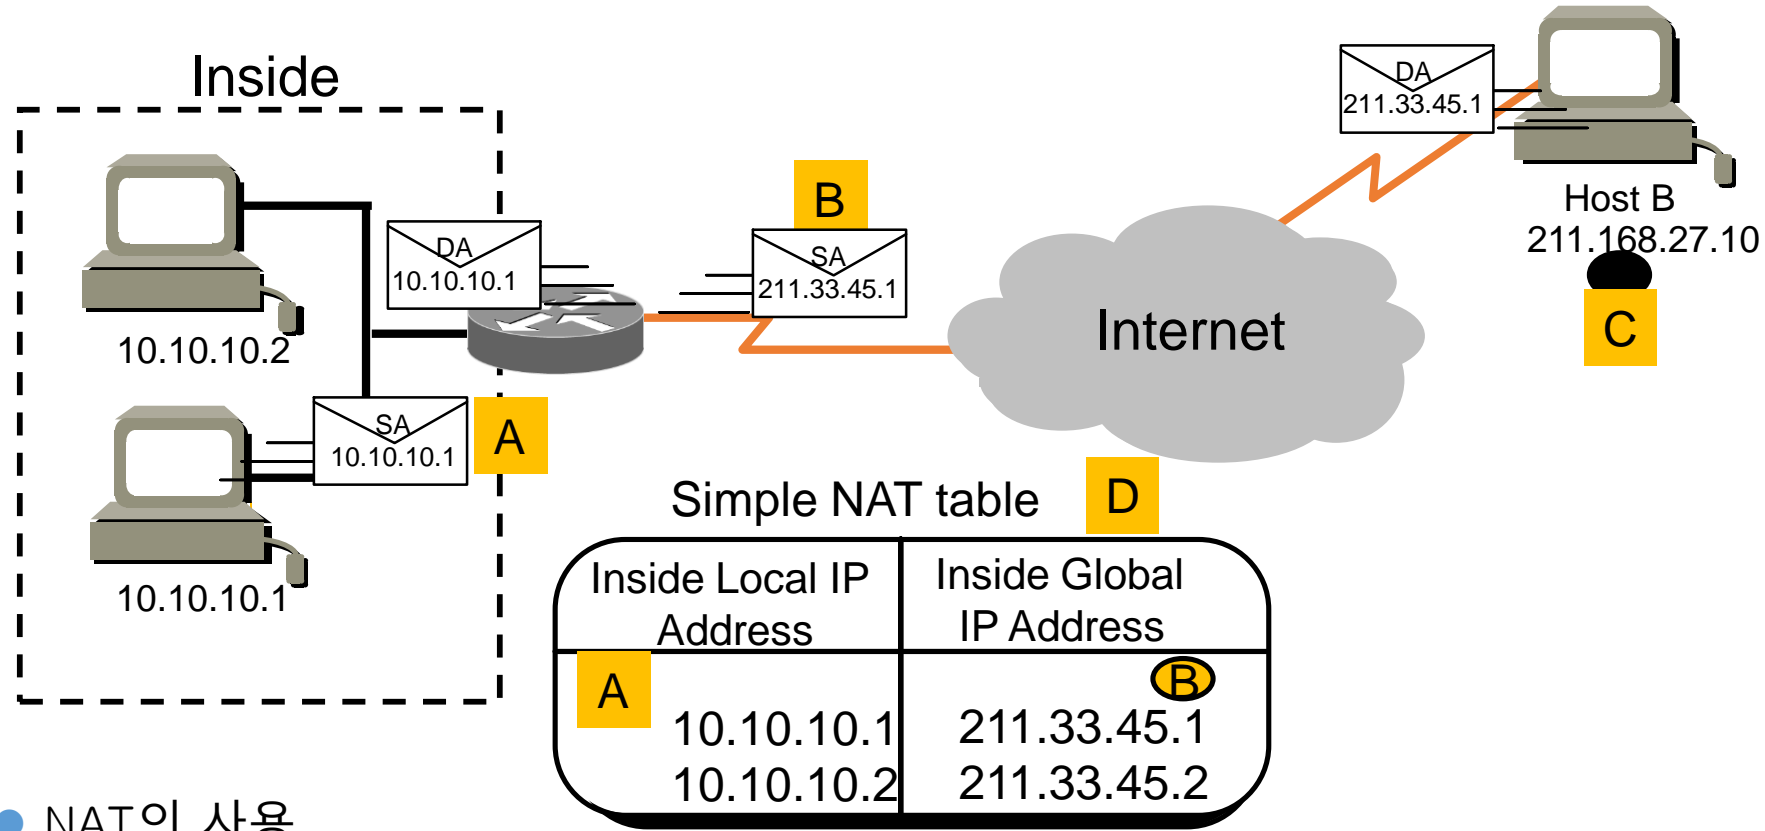 Inside
DA
211.33.45.1
B
Host B
211.168.27.10
DA
10.10.10.1
SA
211.33.45.1
C
Internet
10.10.10.2
SA
10.10.10.1
A
10.10.10.1
Simple NAT table
D
Inside Local IP
Address
Inside Global
IP Address
A
B
10.10.10.1
211.33.45.1
10.10.10.2
211.33.45.2
NAT의 사용